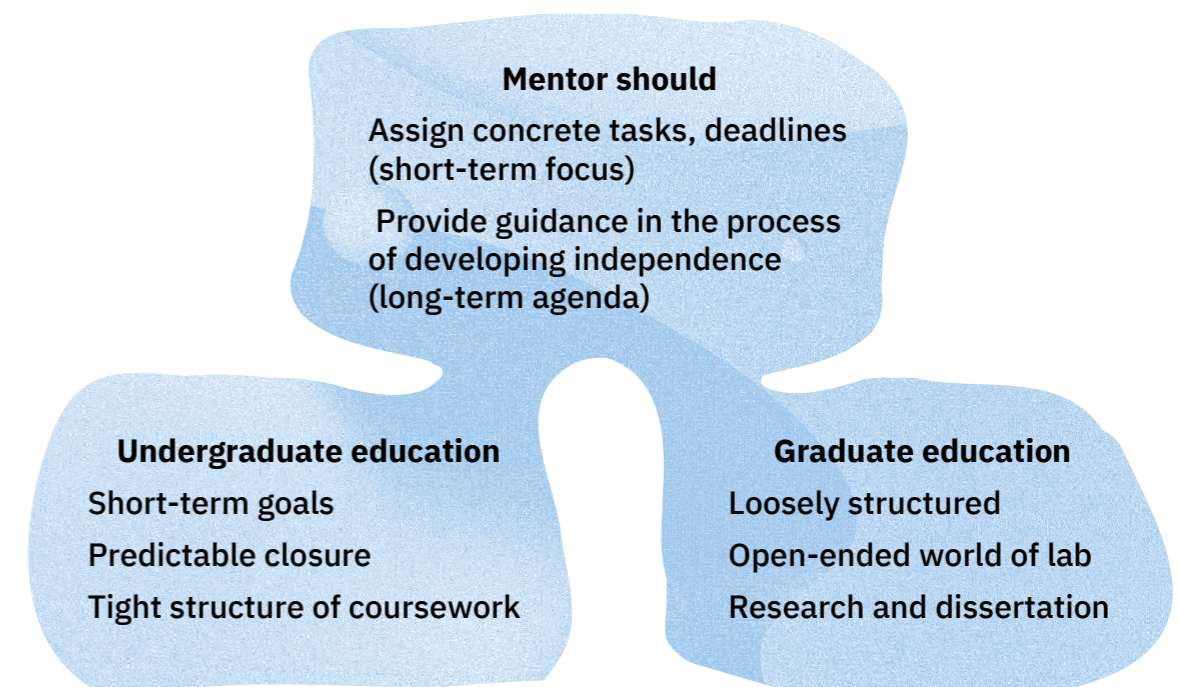 Mentor should
Assign concrete tasks, deadlines
(short-term focus)
Provide guidance in the process
of developing independence
(long-term agenda)
Undergraduate education
Short-term goals
Predictable closure
Tight structure of coursework
Graduate education
Loosely structured
Open-ended world of lab
Research and dissertation